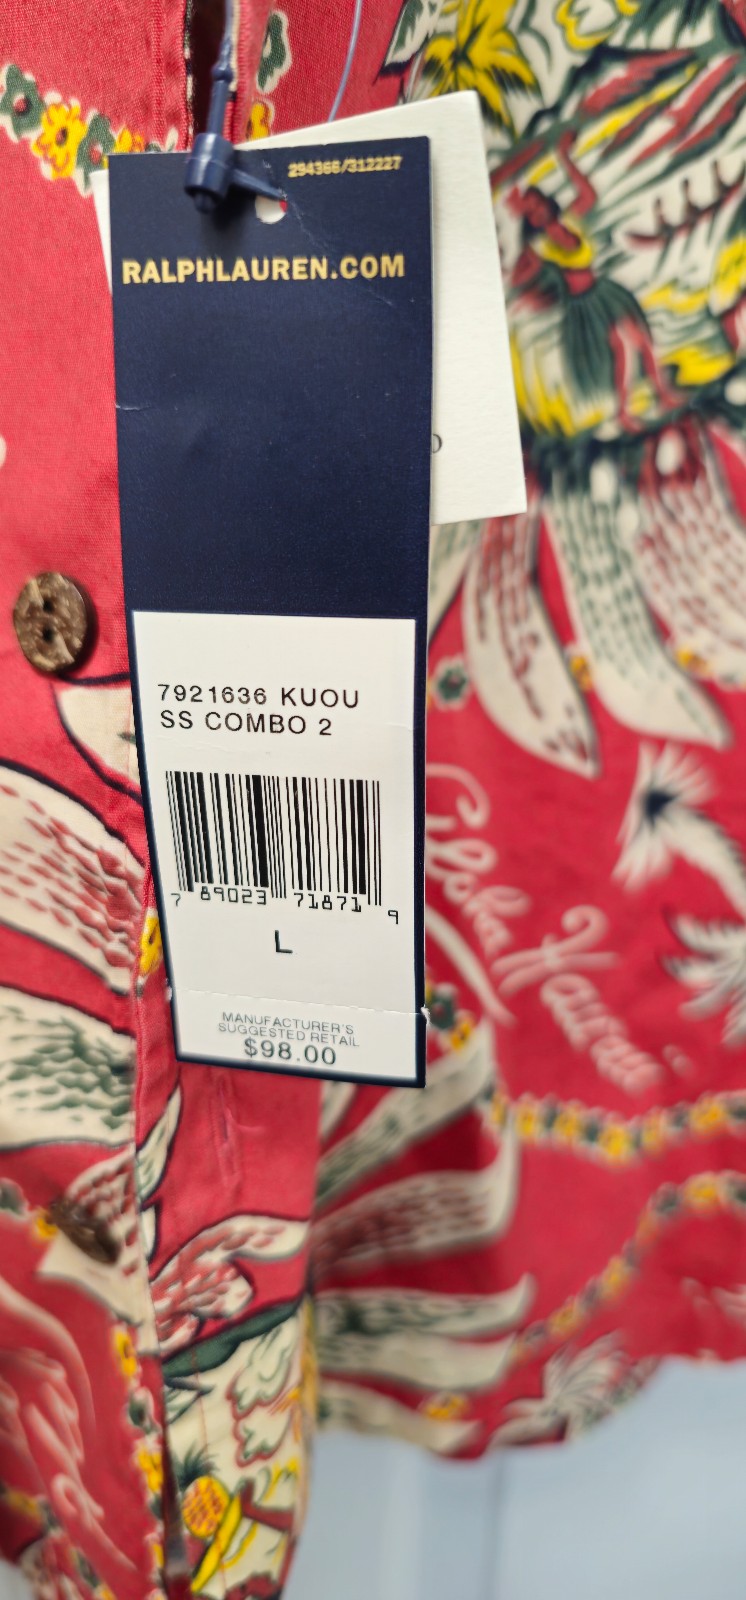 294366/312227
RALPHLAUREN.COM
7921636 KUOU
SS COMBO 2
7 89023 71871 9
L
MANUFACTURER'S
SUGGESTED RETAIL
$98.00
D
Aloha Hawaii